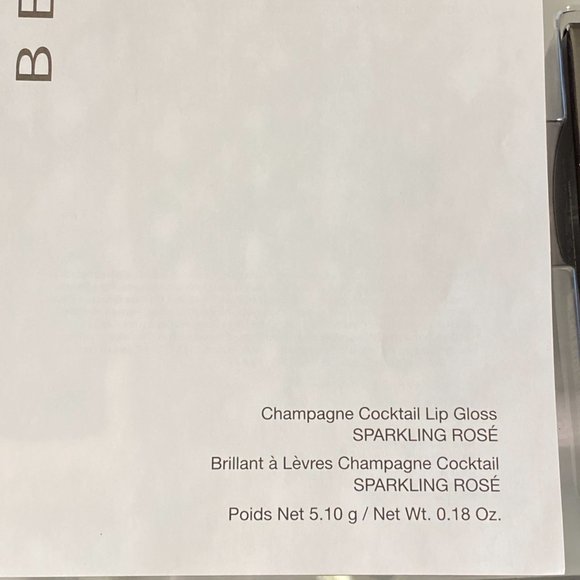 BE
Champagne Cocktail Lip Gloss
SPARKLING ROSÉ
Brillant à Lèvres Champagne Cocktail
SPARKLING ROSÉ
Poids Net 5.10 g / Net Wt. 0.18 Oz.